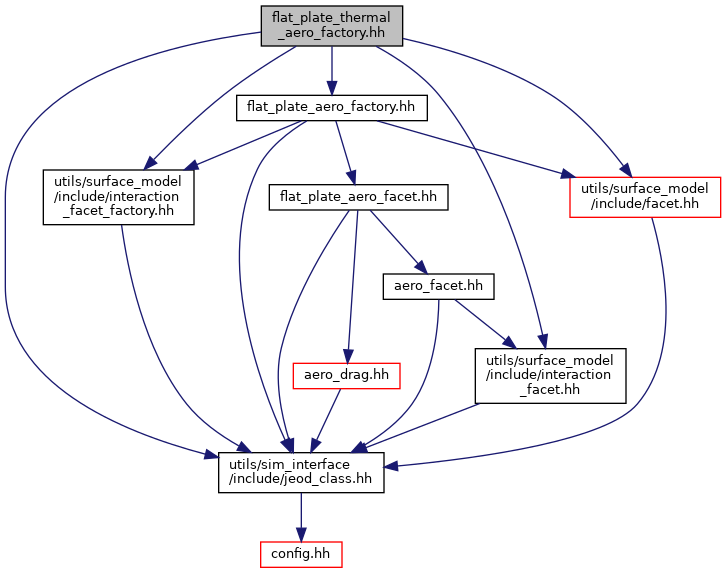 flat_plate_thermal
_aero_factory.hh
flat_plate_aero_factory.hh
utils/surface_model
/include/interaction
_facet_factory.hh
flat_plate_aero_facet.hh
utils/surface_model
/include/facet.hh
aero_facet.hh
aero_drag.hh
utils/surface_model
/include/interaction
_facet.hh
utils/sim_interface
/include/jeod_class.hh
config.hh